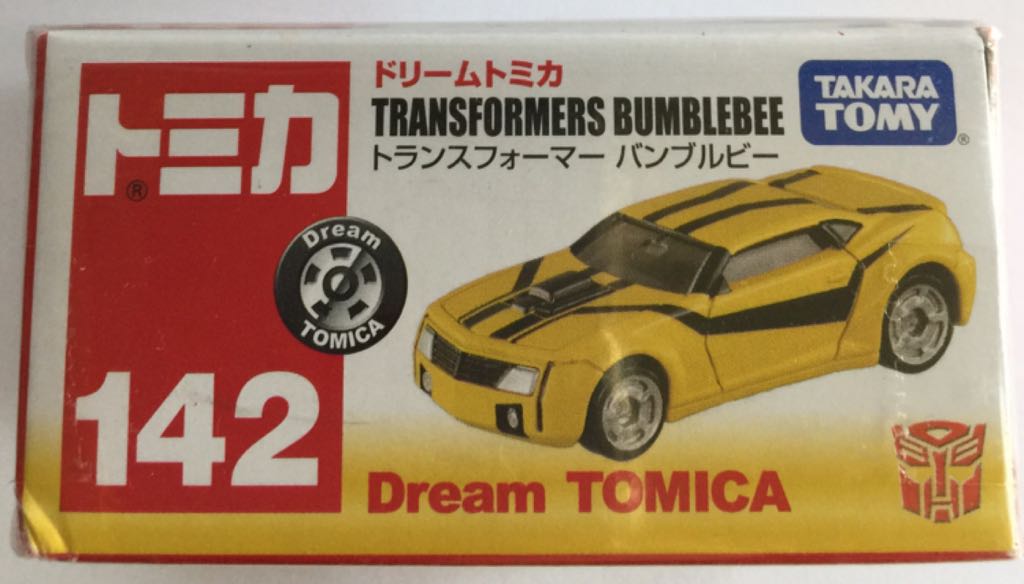 トミカ®
142
Dream
TOMICA
ドリームトミカ
TRANSFORMERS BUMBLEBEE
トランスフォーマー バンブルビー
TAKARA
TOMY®
Dream TOMICA